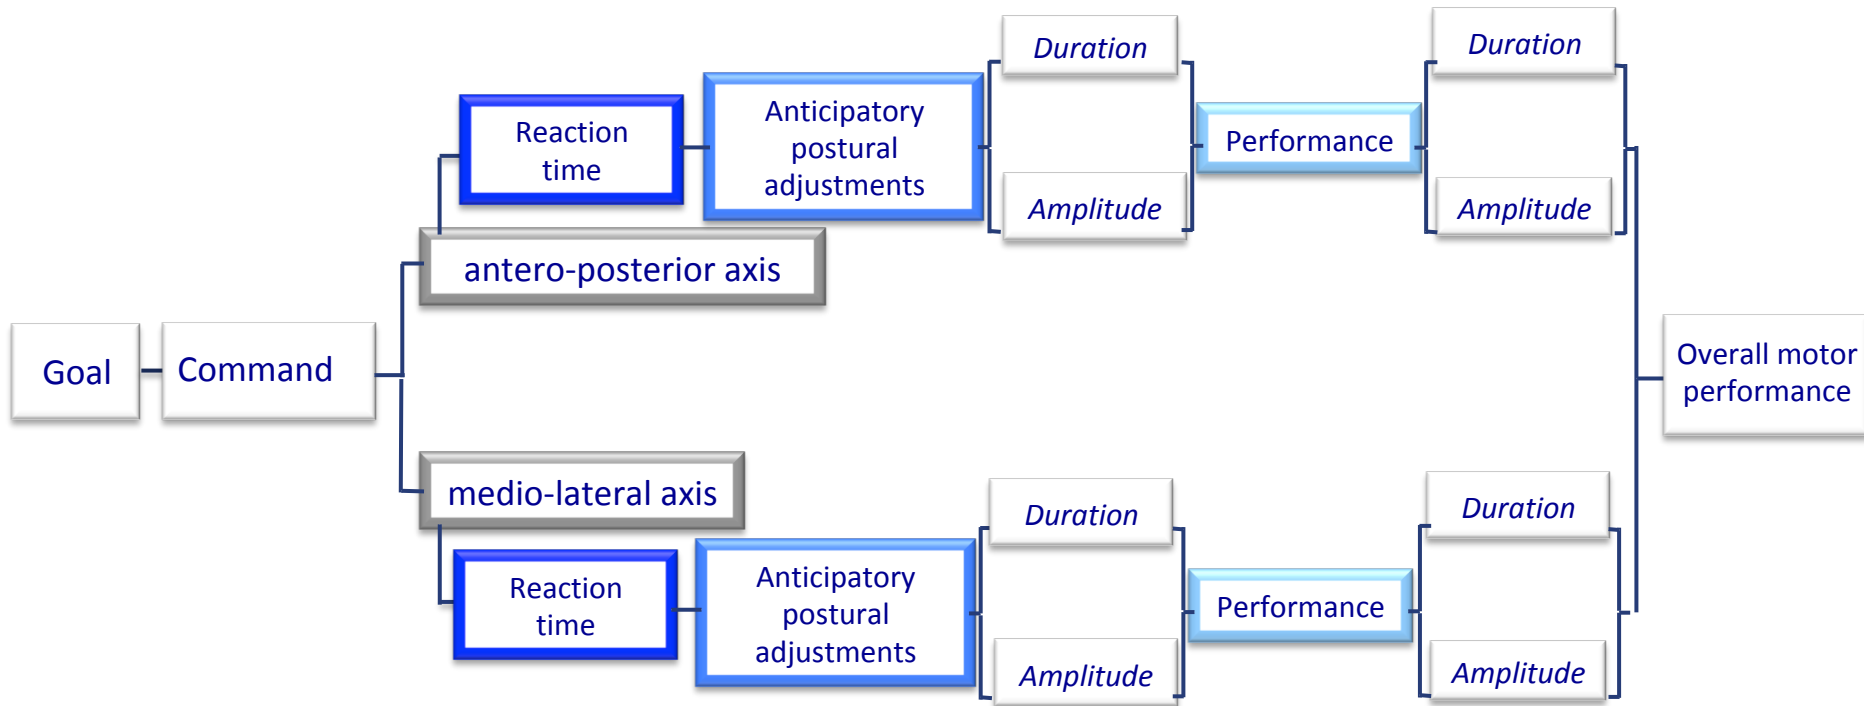 Goal
Command
antero-posterior axis
Reaction
time
Anticipatory
postural
adjustments
Duration
Amplitude
Performance
Duration
Amplitude
medio-lateral axis
Reaction
time
Anticipatory
postural
adjustments
Duration
Amplitude
Performance
Duration
Amplitude
Overall motor
performance